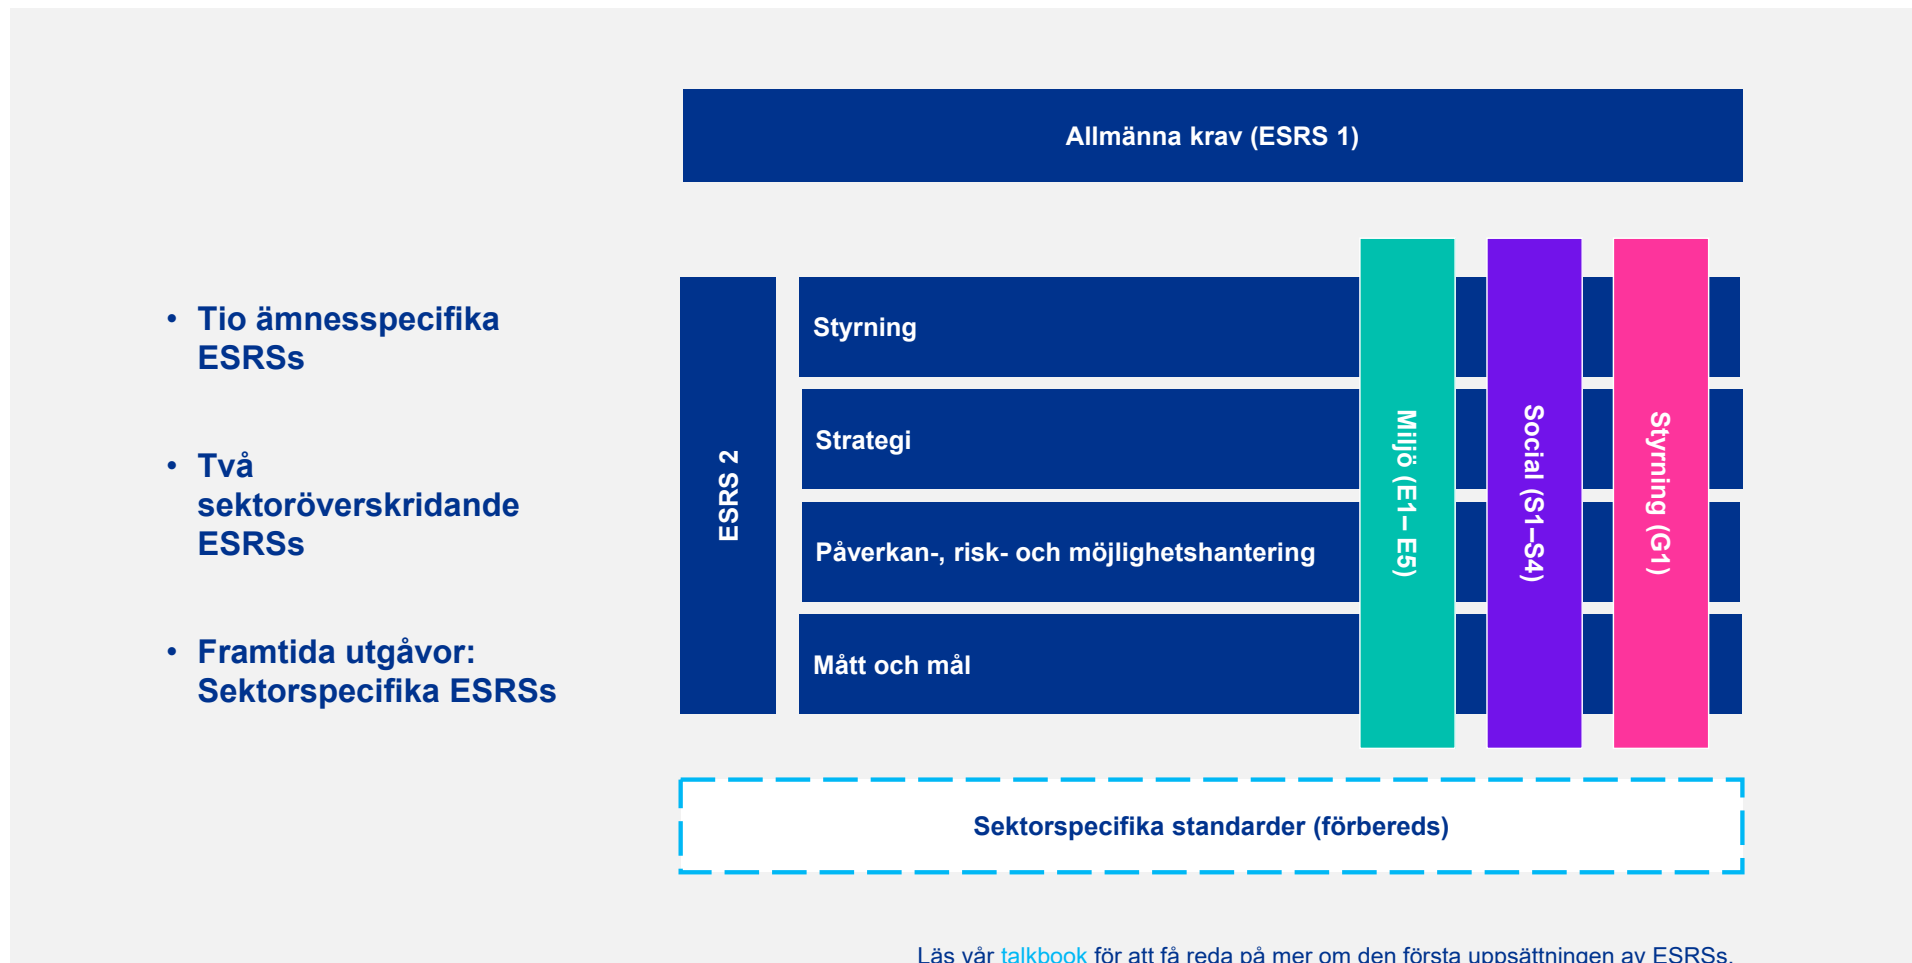 Allmänna krav (ESRS 1)
• Tio ämnesspecifika
ESRSs
• Två
sektoröverskridande
ESRSs
• Framtida utgåvor:
Sektorspecifika ESRSs
ESRS 2
Styrning
Strategi
Påverkan-, risk- och möjlighetshantering
Mått och mål
Miljö (E1– E5)
Social (S1–S4)
Styrning (G1)
Sektorspecifika standarder (förbereds)
Läs vår talkbook för att få reda på mer om den första uppsättningen av ESRSs.